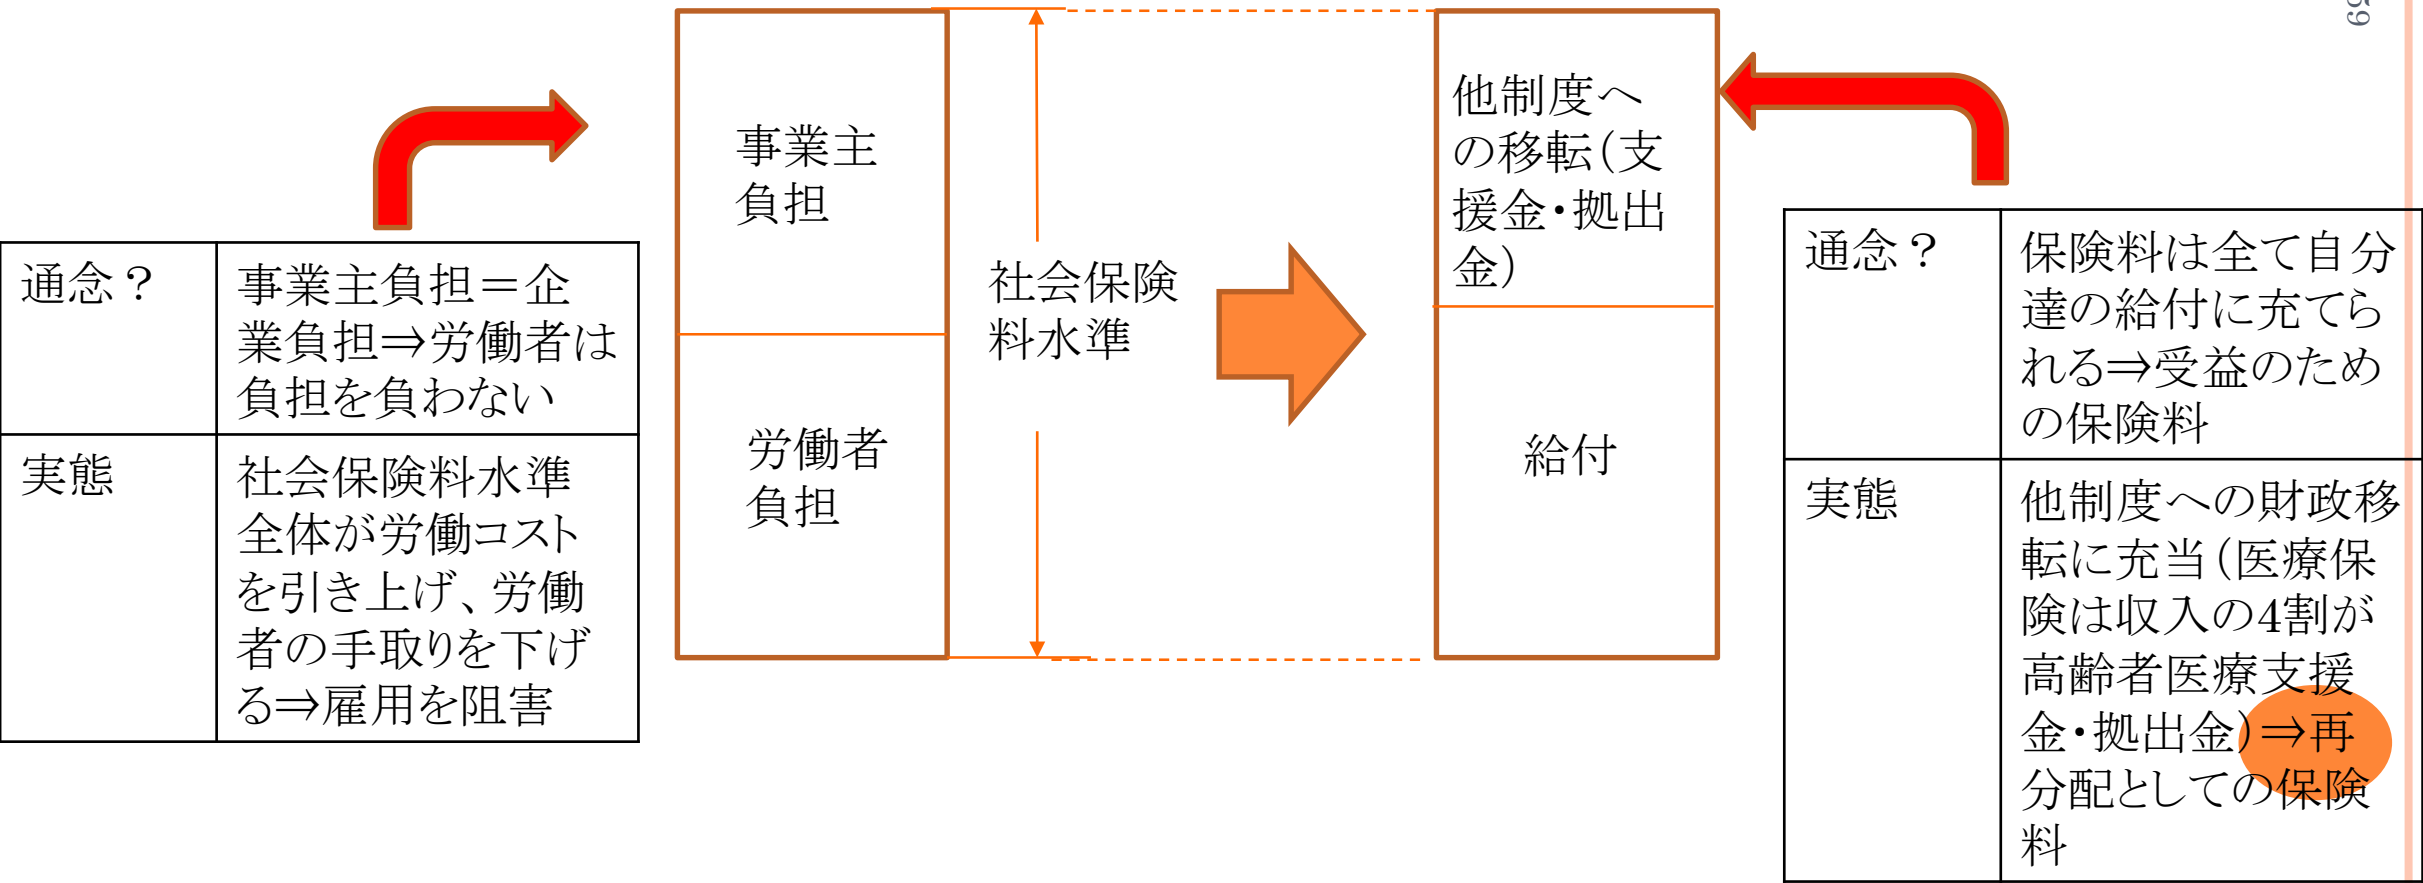 通念？
事業主負担＝企
業負担⇒労働者は
負担を負わない
実態
社会保険料水準
全体が労働コスト
を引き上げ、労働
者の手取りを下げ
る⇒雇用を阻害
事業主
負担
労働者
負担
社会保険
料水準
他制度へ
の移転（支
援金・拠出
金）
給付
通念？
保険料は全て自分
達の給付に充てら
れる⇒受益のため
の保険料
実態
他制度への財政移
転に充当（医療保
険は収入の4割が
高齢者医療支援
金・拠出金）⇒再
分配としての保険
料